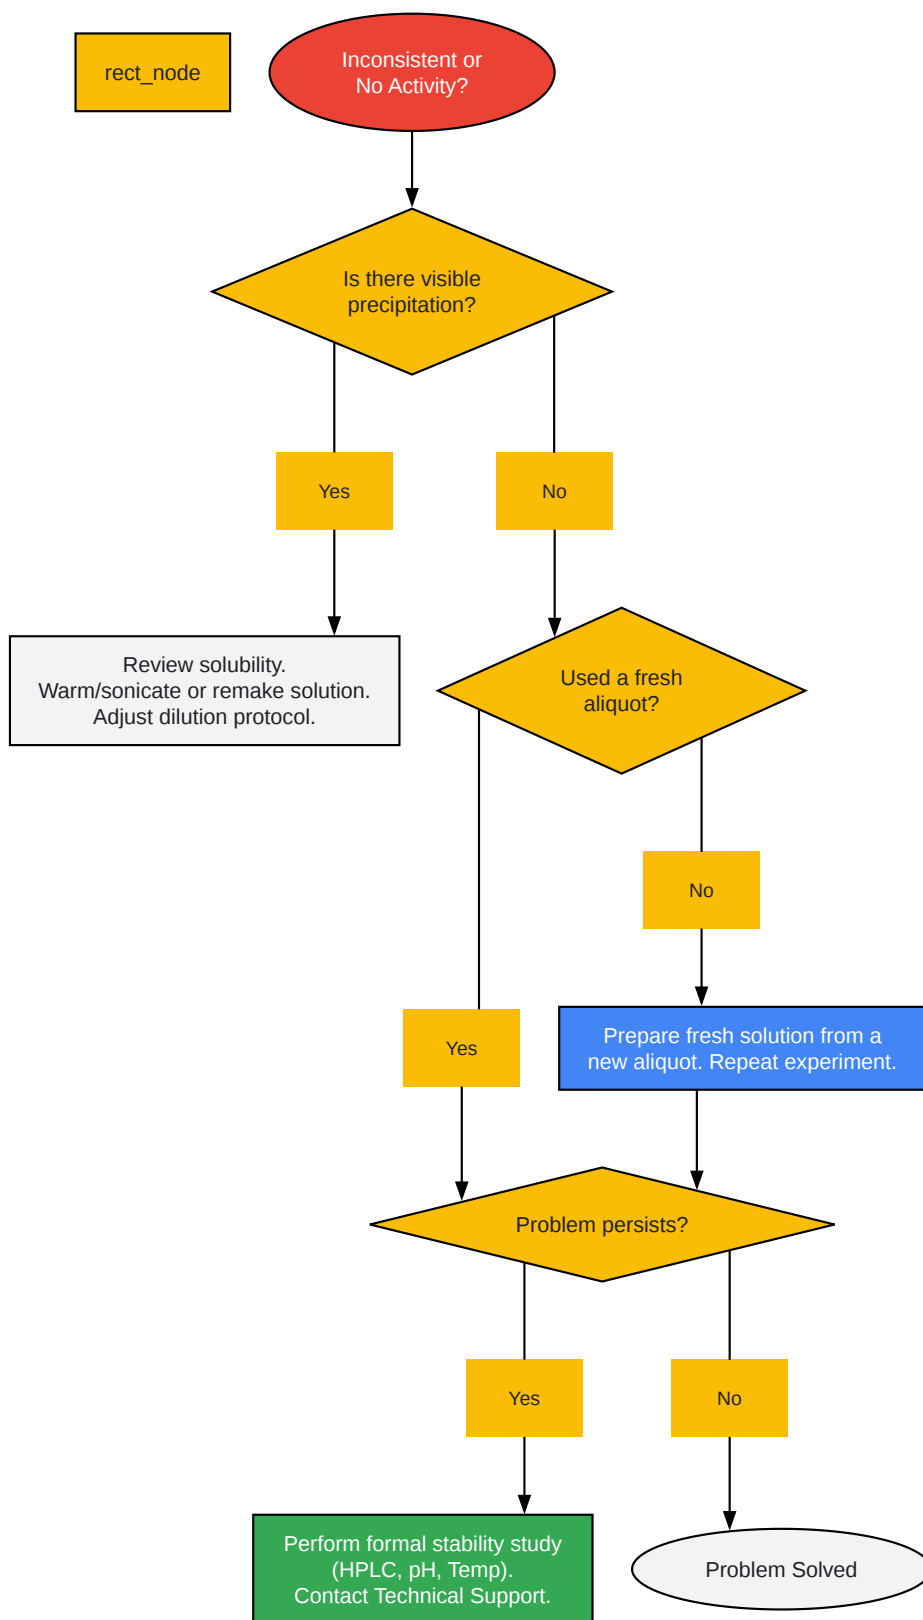 rect_node
Inconsistent or
No Activity?
Is there visible
precipitation?
Yes
No
Review solubility.
Warm/sonicate or remake solution.
Adjust dilution protocol.
Used a fresh
aliquot?
No
Yes
Prepare fresh solution from a
new aliquot. Repeat experiment.
Problem persists?
Yes
No
Perform formal stability study
(HPLC, pH, Temp).
Contact Technical Support.
Problem Solved